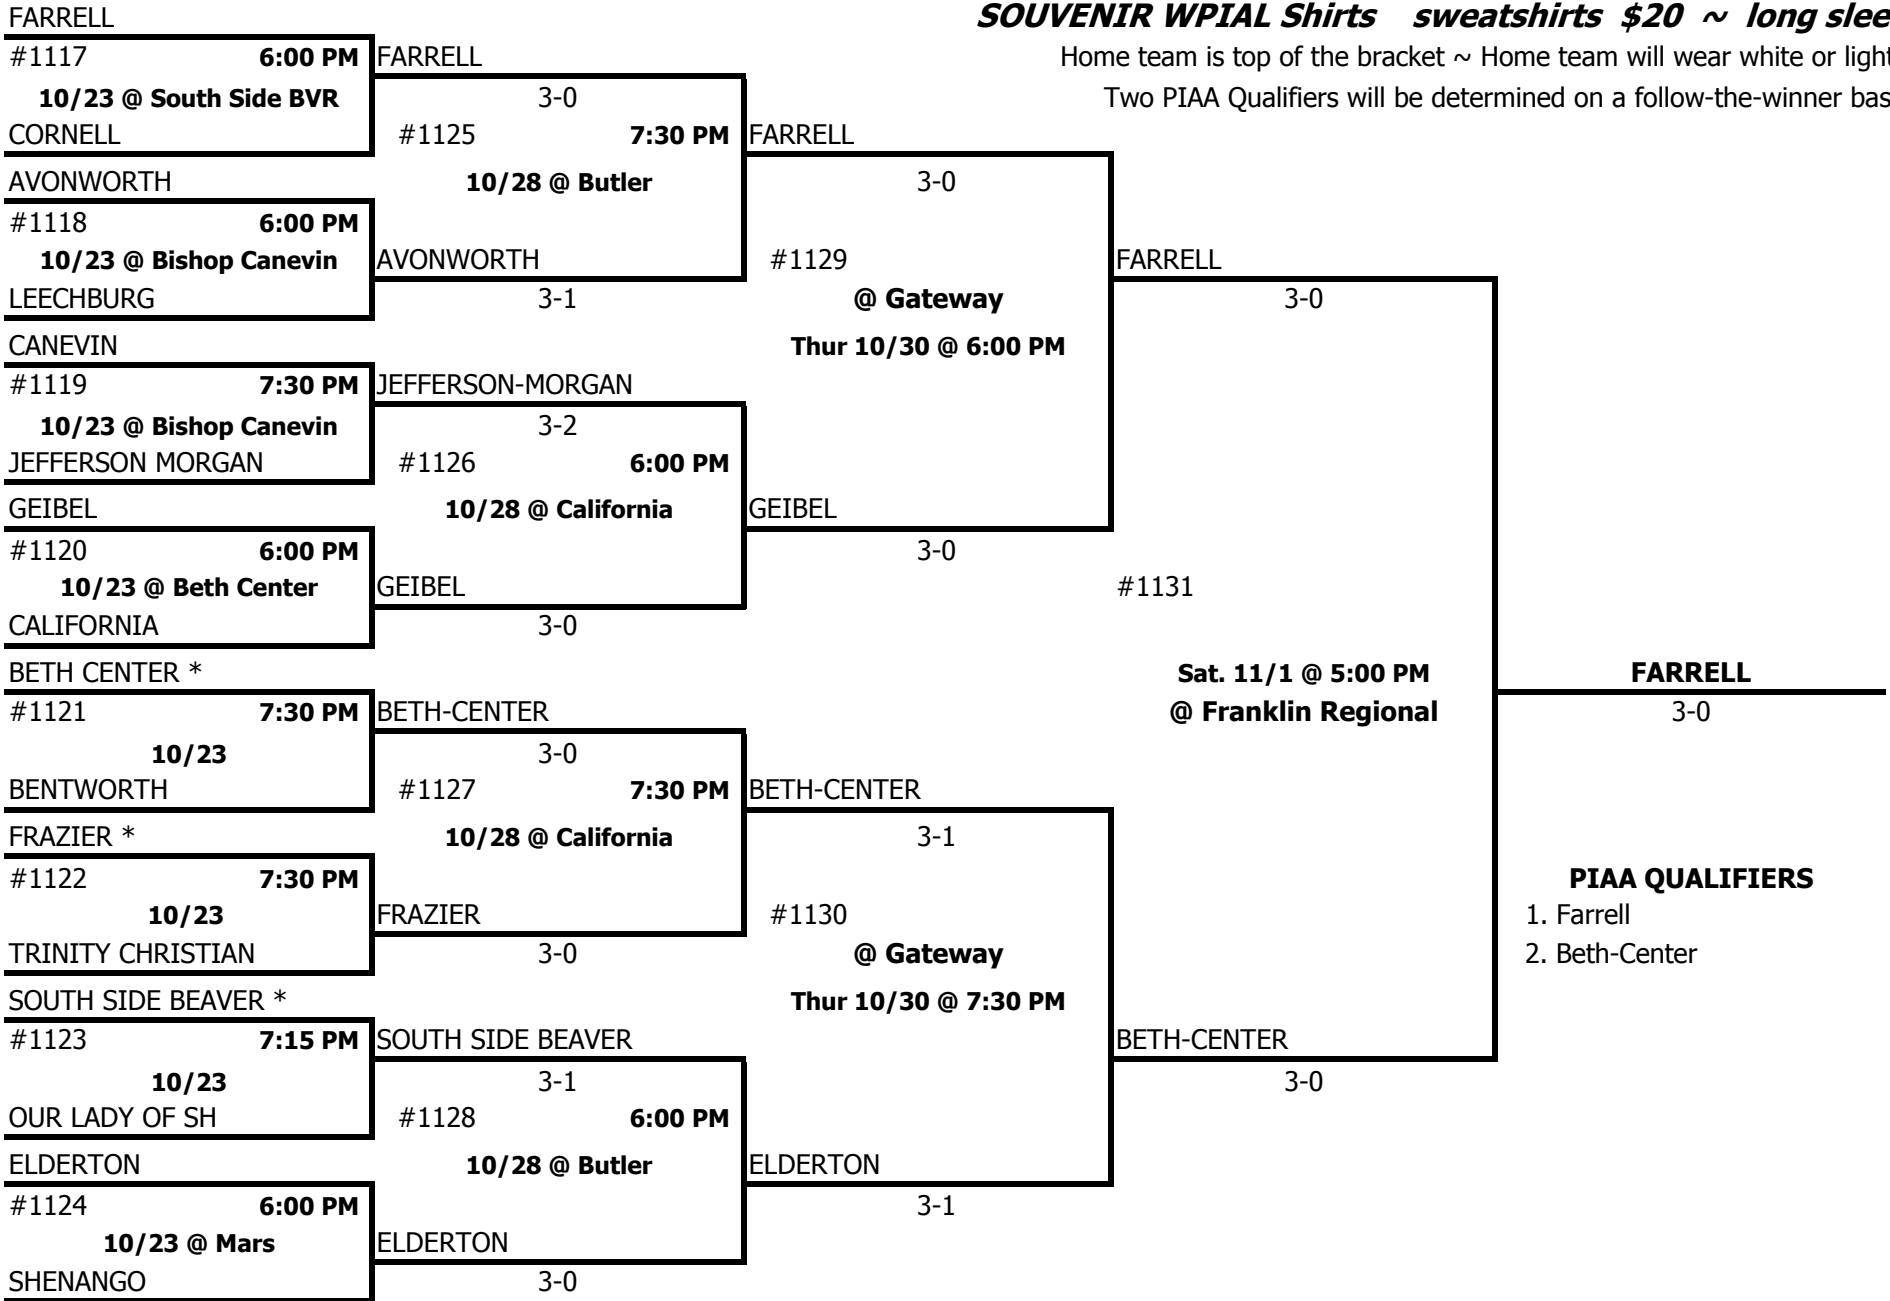 FARRELL
SOUVENIR WPIAL Shirts sweatshirts $20 ~ long slee
#1117 6:00 PM FARRELL
Home team is top of the bracket ~ Home team will wear white or light
10/23 @ South Side BVR 3-0
Two PIAA Qualifiers will be determined on a follow-the-winner bas
CORNELL #1125 7:30 PM FARRELL
AVONWORTH 10/28 @ Butler 3-0
#1118 6:00 PM
10/23 @ Bishop Canevin AVONWORTH #1129 FARRELL
LEECHBURG 3-1 @ Gateway 3-0
CANEVIN Thur 10/30 @ 6:00 PM
#1119 7:30 PM JEFFERSON-MORGAN
10/23 @ Bishop Canevin 3-2
JEFFERSON MORGAN #1126 6:00 PM
GEIBEL 10/28 @ California GEIBEL
#1120 6:00 PM 3-0
10/23 @ Beth Center GEIBEL #1131
CALIFORNIA 3-0
BETH CENTER * Sat. 11/1 @ 5:00 PM FARRELL
#1121 7:30 PM BETH-CENTER @ Franklin Regional 3-0
10/23 3-0
BENTWORTH #1127 7:30 PM BETH-CENTER
FRAZIER * 10/28 @ California 3-1
#1122 7:30 PM PIAA QUALIFIERS
10/23 FRAZIER #1130 1. Farrell
TRINITY CHRISTIAN 3-0 @ Gateway 2. Beth-Center
SOUTH SIDE BEAVER * Thur 10/30 @ 7:30 PM
#1123 7:15 PM SOUTH SIDE BEAVER BETH-CENTER
10/23 3-1 3-0
OUR LADY OF SH #1128 6:00 PM
ELDERTON 10/28 @ Butler ELDERTON
#1124 6:00 PM 3-1
10/23 @ Mars ELDERTON
SHENANGO 3-0